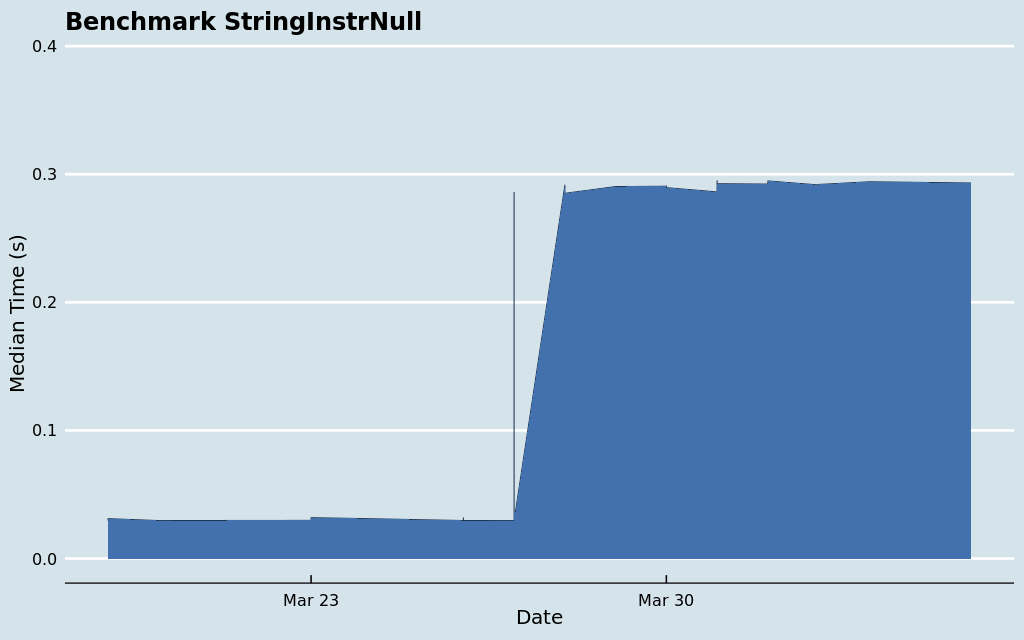 Benchmark StringInstrNull
0.4
0.3
0.2
0.1
0.0
Median Time (s)
Mar 23
Mar 30
Date